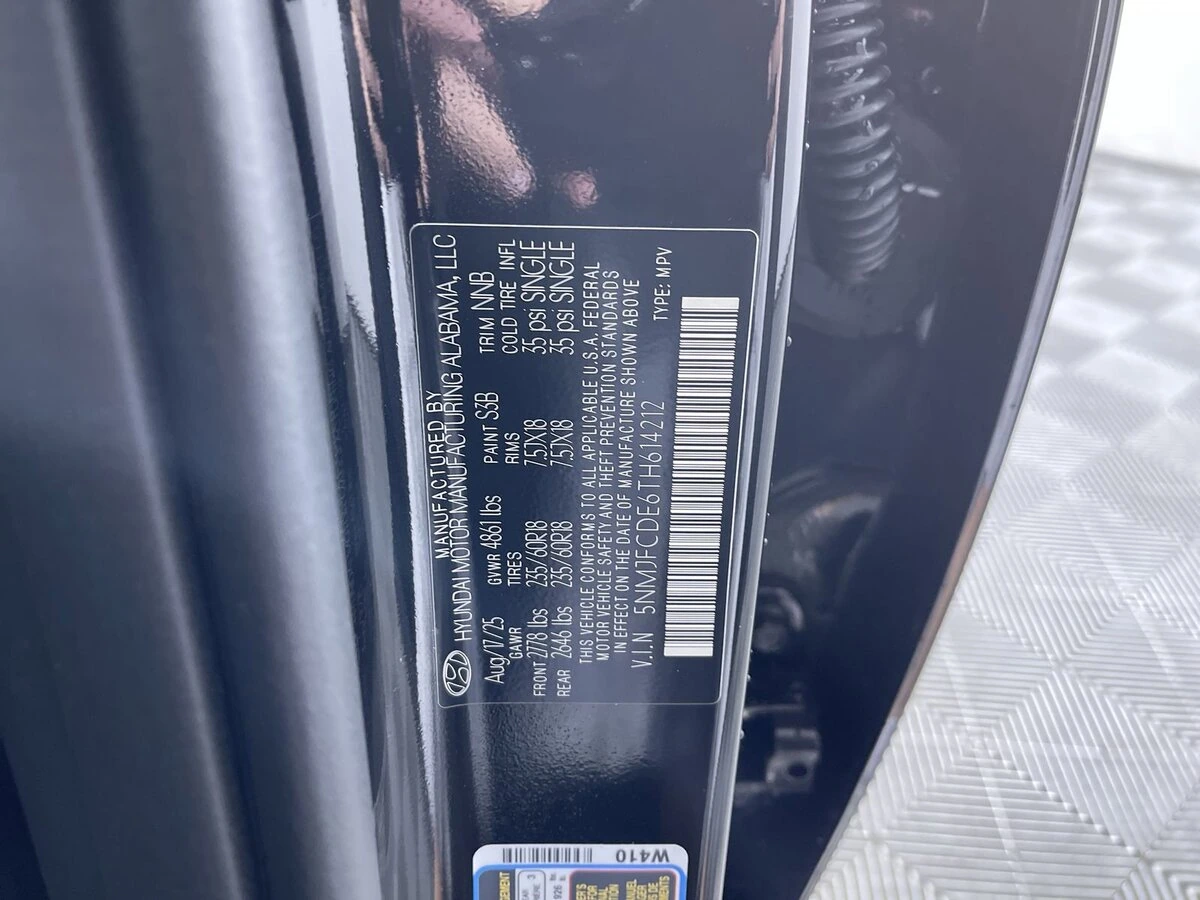 MANUFACTURED BY
HYUNDAI MOTOR MANUFACTURING ALABAMA, LLC
Aug/17/25 GVWR 4861 lbs PAINT S3B TRIM NNB
GAWR TIRES RIMS COLD TIRE INFL
FRONT 2778 lbs 235/60R18 7.5JX18 35 psi SINGLE
REAR 2646 lbs 235/60R18 7.5JX18 35 psi SINGLE
THIS VEHICLE CONFORMS TO ALL APPLICABLE U.S.A. FEDERAL
MOTOR VEHICLE SAFETY AND THEFT PREVENTION STANDARDS
IN EFFECT ON THE DATE OF MANUFACTURE SHOWN ABOVE
V.I.N 5NMJFCDE6TH614212 TYPE: MPV
W410